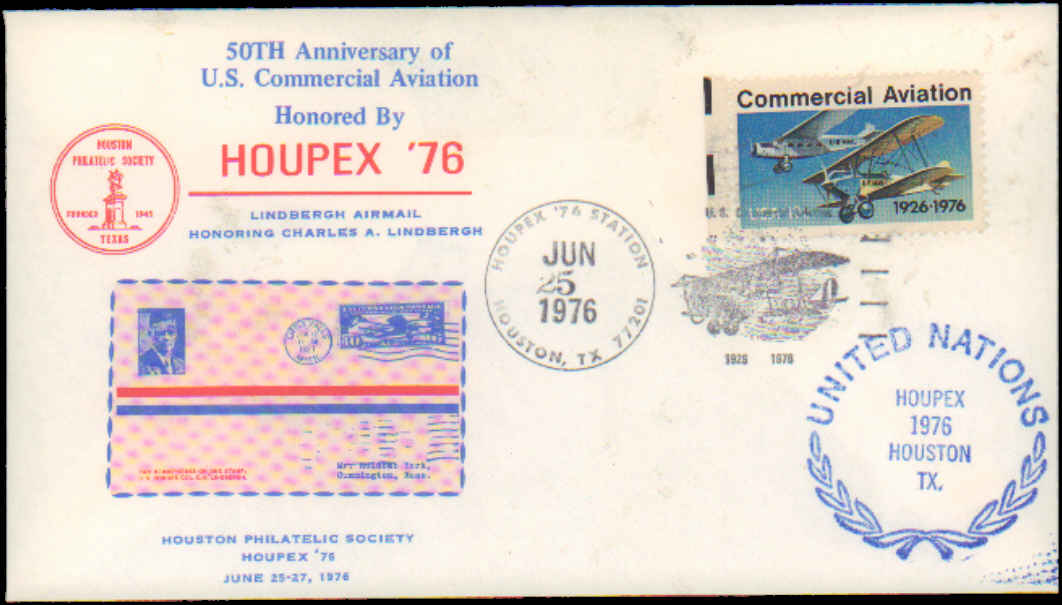 50TH Anniversary of
U.S. Commercial Aviation
Honored By
HOUPEX '76
HOUSTON
PHILATELIC SOCIETY
FOUNDED 1945
TEXAS
LINDBERGH AIRMAIL
HONORING CHARLES A. LINDBERGH
Commercial Aviation
1926-1976
HOUPEX '76 STATION
JUN
25
1976
HOUSTON, TX 77201
U.S.
1926 1976
UNITED NATIONS
HOUPEX
1976
HOUSTON
TX.
HOUSTON PHILATELIC SOCIETY
HOUPEX '76
JUNE 25-27, 1976